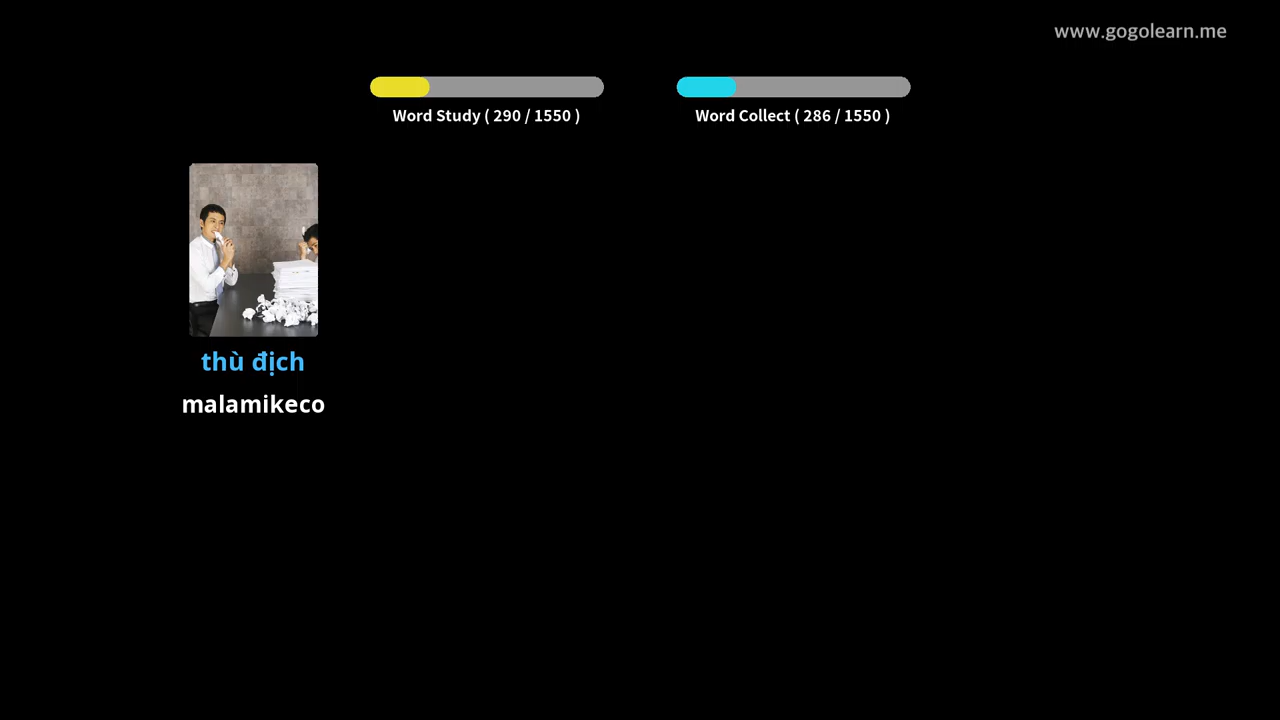 www.gogolearn.me
Word Study ( 290 / 1550 )
Word Collect ( 286 / 1550 )
thù địch
malamikeco